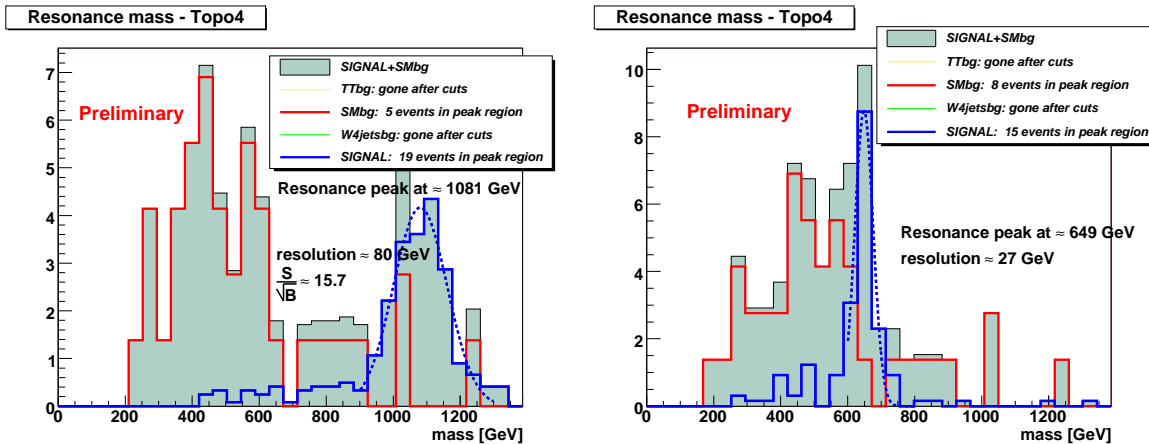 Resonance mass - Topo4
SIGNAL+SMbg
TTbg: gone after cuts
SMbg: 5 events in peak region
W4jetsbg: gone after cuts
SIGNAL: 19 events in peak region
Preliminary
Resonance peak at ≈ 1081 GeV
resolution ≈ 80 GeV
S
√B ≈ 15.7
7
6
5
4
3
2
1
0
0 200 400 600 800 1000 1200
mass [GeV]
Resonance mass - Topo4
SIGNAL+SMbg
TTbg: gone after cuts
SMbg: 8 events in peak region
W4jetsbg: gone after cuts
SIGNAL: 15 events in peak region
Preliminary
Resonance peak at ≈ 649 GeV
resolution ≈ 27 GeV
10
8
6
4
2
0
0 200 400 600 800 1000 1200
mass [GeV]